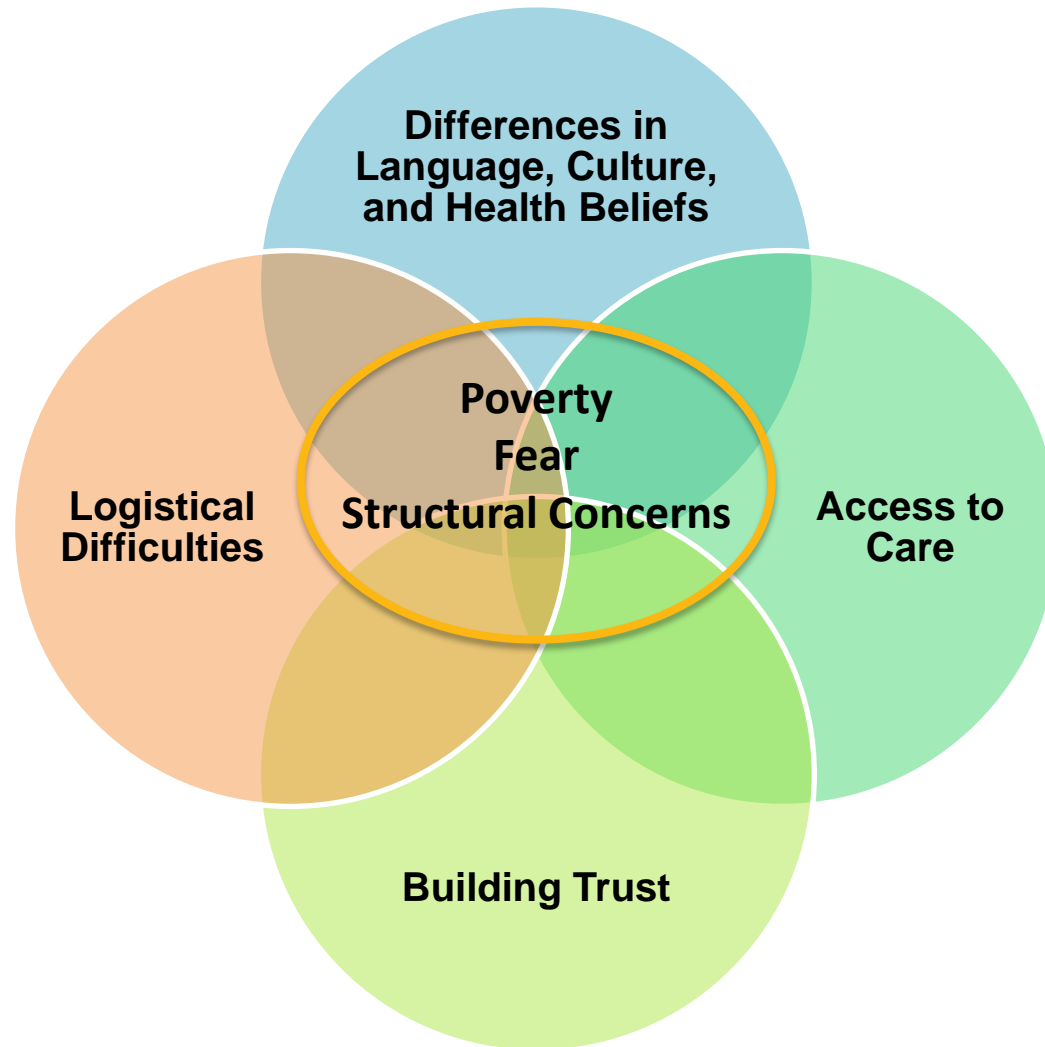 Differences in
Language, Culture,
and Health Beliefs
Poverty
Fear
Structural Concerns
Logistical
Difficulties
Access to
Care
Building Trust